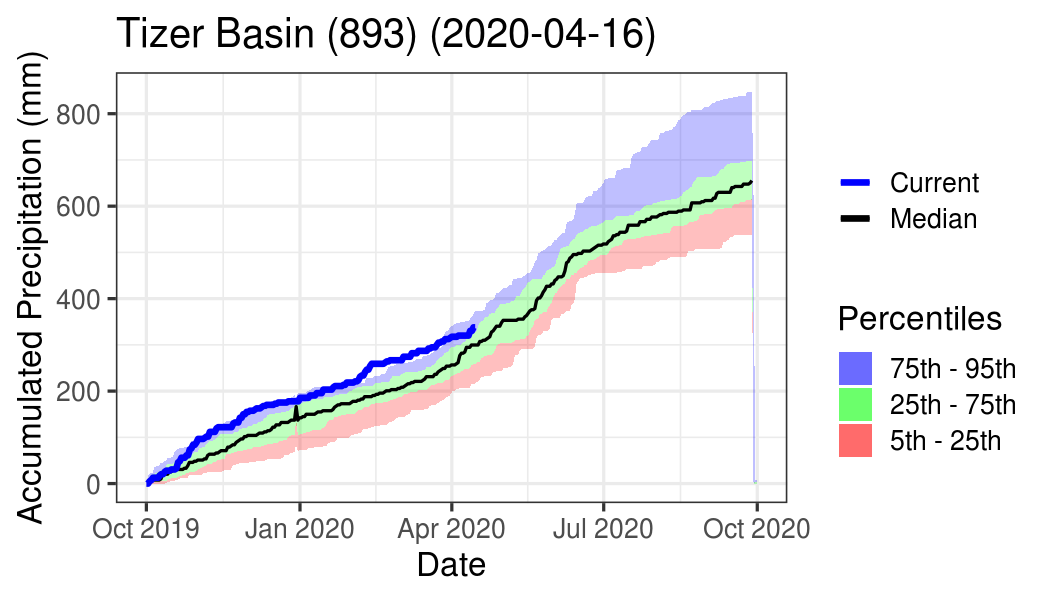 Tizer Basin (893) (2020-04-16)
Accumulated Precipitation (mm)
800
600
400
200
0
Oct 2019
Jan 2020
Apr 2020
Jul 2020
Oct 2020
Date
Current
Median
Percentiles
75th - 95th
25th - 75th
5th - 25th